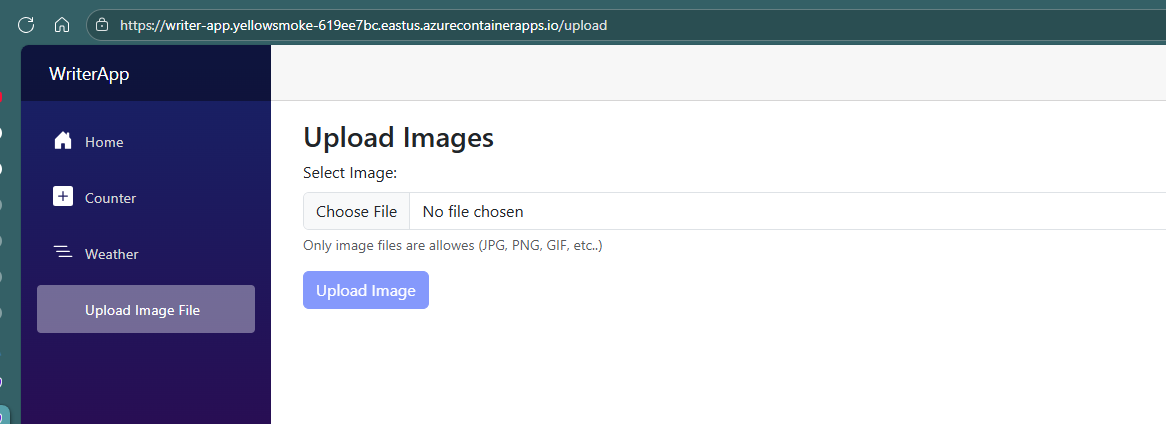 https://writer-app.yellowsmoke-619ee7bc.eastus.azurecontainerapps.io/upload
WriterApp
Home
Counter
Weather
Upload Image File
Upload Images
Select Image:
Choose File No file chosen
Only image files are allowes (JPG, PNG, GIF, etc..)
Upload Image